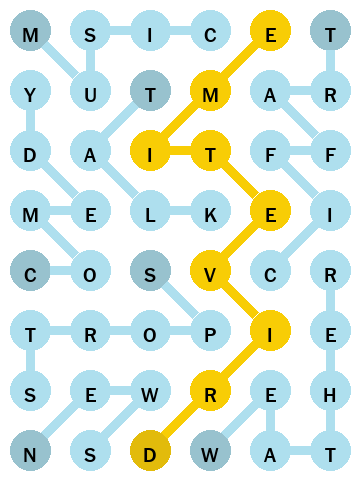 M S I C E T
Y U T M A R
D A I T F F
M E L K E I
C O S V C R
T R O P I E
S E W R E H
N S D W A T